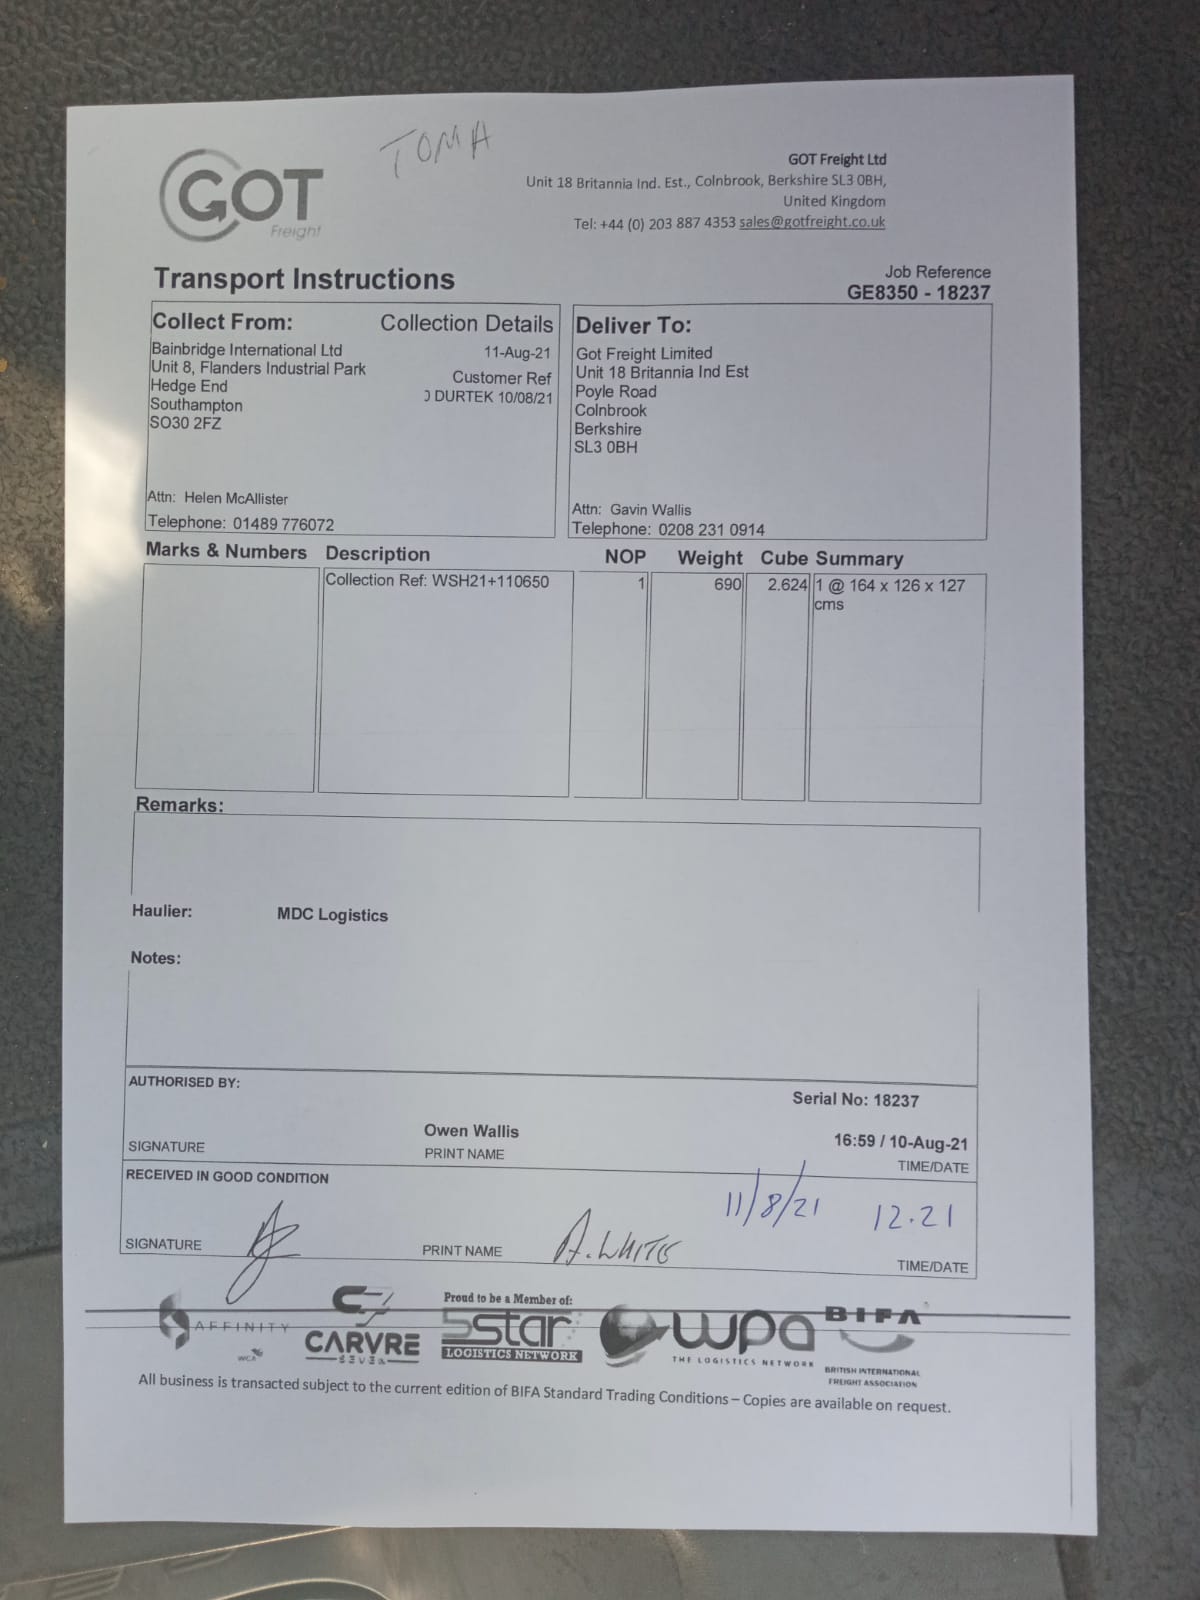 TOMA
GOT
Freight
GOT Freight Ltd
Unit 18 Britannia Ind. Est., Colnbrook, Berkshire SL3 0BH,
United Kingdom
Tel: +44 (0) 203 887 4353 sales@gotfreight.co.uk
Transport Instructions
Job Reference
GE8350 - 18237
Collect From:
Collection Details
Bainbridge International Ltd
11-Aug-21
Unit 8, Flanders Industrial Park
Customer Ref
Hedge End
DURTEK 10/08/21
Southampton
SO30 2FZ
Attn: Helen McAllister
Telephone: 01489 776072
Deliver To:
Got Freight Limited
Unit 18 Britannia Ind Est
Poyle Road
Colnbrook
Berkshire
SL3 0BH
Attn: Gavin Wallis
Telephone: 0208 231 0914
Marks & Numbers Description NOP Weight Cube Summary
Collection Ref: WSH21+110650 1 690 2.624 1 @ 164 x 126 x 127
cms
Remarks:
Haulier: MDC Logistics
Notes:
AUTHORISED BY:
Serial No: 18237
Owen Wallis 16:59 / 10-Aug-21
SIGNATURE PRINT NAME TIME/DATE
RECEIVED IN GOOD CONDITION
11/8/21 12.21
SIGNATURE PRINT NAME A. WHITE TIME/DATE
AFFINITY
WCA
CARVRE
SEVEN
Proud to be a Member of:
5star
LOGISTICS NETWORK
wpa
THE LOGISTICS NETWORK
BIFA
BRITISH INTERNATIONAL
FREIGHT ASSOCIATION
All business is transacted subject to the current edition of BIFA Standard Trading Conditions – Copies are available on request.